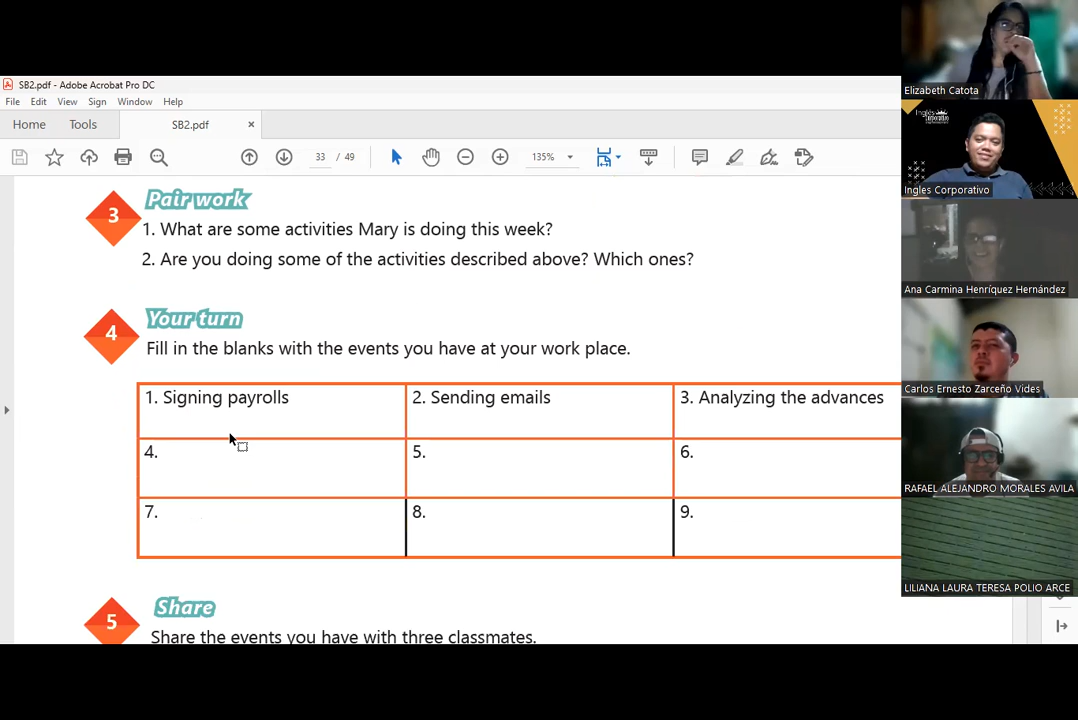 SB2.pdf - Adobe Acrobat Pro DC
File Edit View Sign Window Help
Home Tools SB2.pdf ×
33 / 49 135%
3 Pair work
1. What are some activities Mary is doing this week?
2. Are you doing some of the activities described above? Which ones?
4 Your turn
Fill in the blanks with the events you have at your work place.
1. Signing payrolls 2. Sending emails 3. Analyzing the advances
4. 5. 6.
7. 8. 9.
5 Share
Share the events you have with three classmates.
Elizabeth Catota
Inglés Corporativo
Ingles Corporativo
Ana Carmina Henríquez Hernández
Carlos Ernesto Zarceño Vides
RAFAEL ALEJANDRO MORALES AVILA
LILIANA LAURA TERESA POLIO ARCE